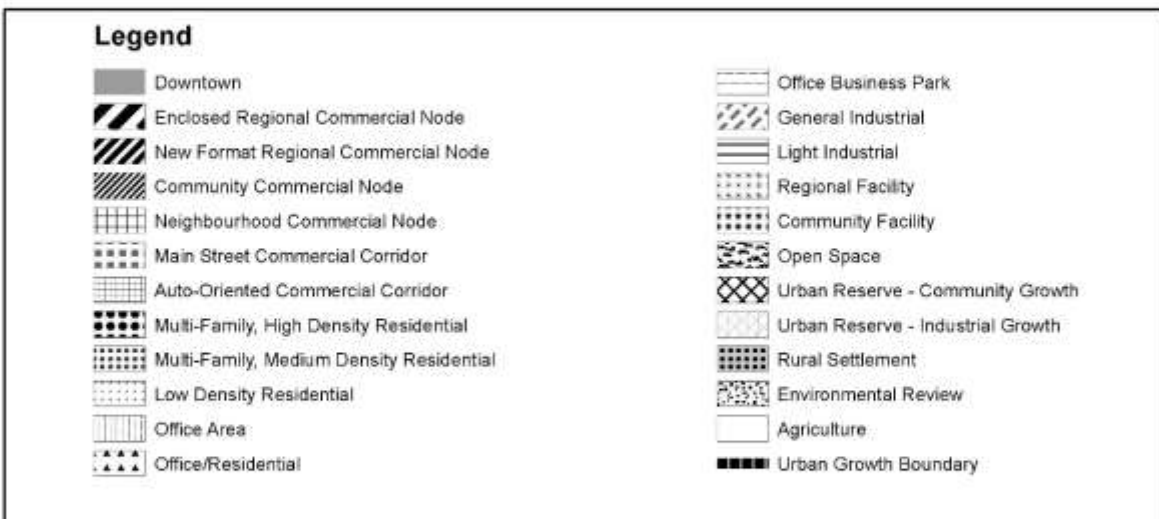 Legend
Downtown
Enclosed Regional Commercial Node
New Format Regional Commercial Node
Community Commercial Node
Neighbourhood Commercial Node
Main Street Commercial Corridor
Auto-Oriented Commercial Corridor
Multi-Family, High Density Residential
Multi-Family, Medium Density Residential
Low Density Residential
Office Area
Office/Residential
Office Business Park
General Industrial
Light Industrial
Regional Facility
Community Facility
Open Space
Urban Reserve - Community Growth
Urban Reserve - Industrial Growth
Rural Settlement
Environmental Review
Agriculture
Urban Growth Boundary